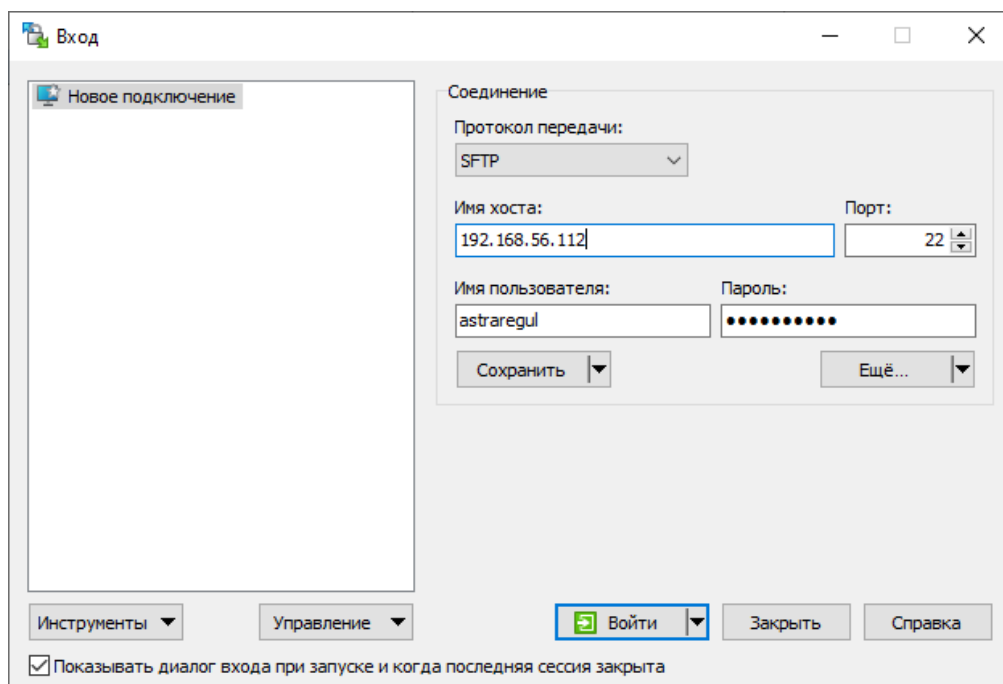 Вход
Новое подключение
Соединение
Протокол передачи:
SFTP
Имя хоста:
Порт:
192.168.56.112
22
Имя пользователя:
Пароль:
astraregul
••••••••••
Сохранить
Ещё...
Инструменты
Управление
Войти
Закрыть
Справка
Показывать диалог входа при запуске и когда последняя сессия закрыта